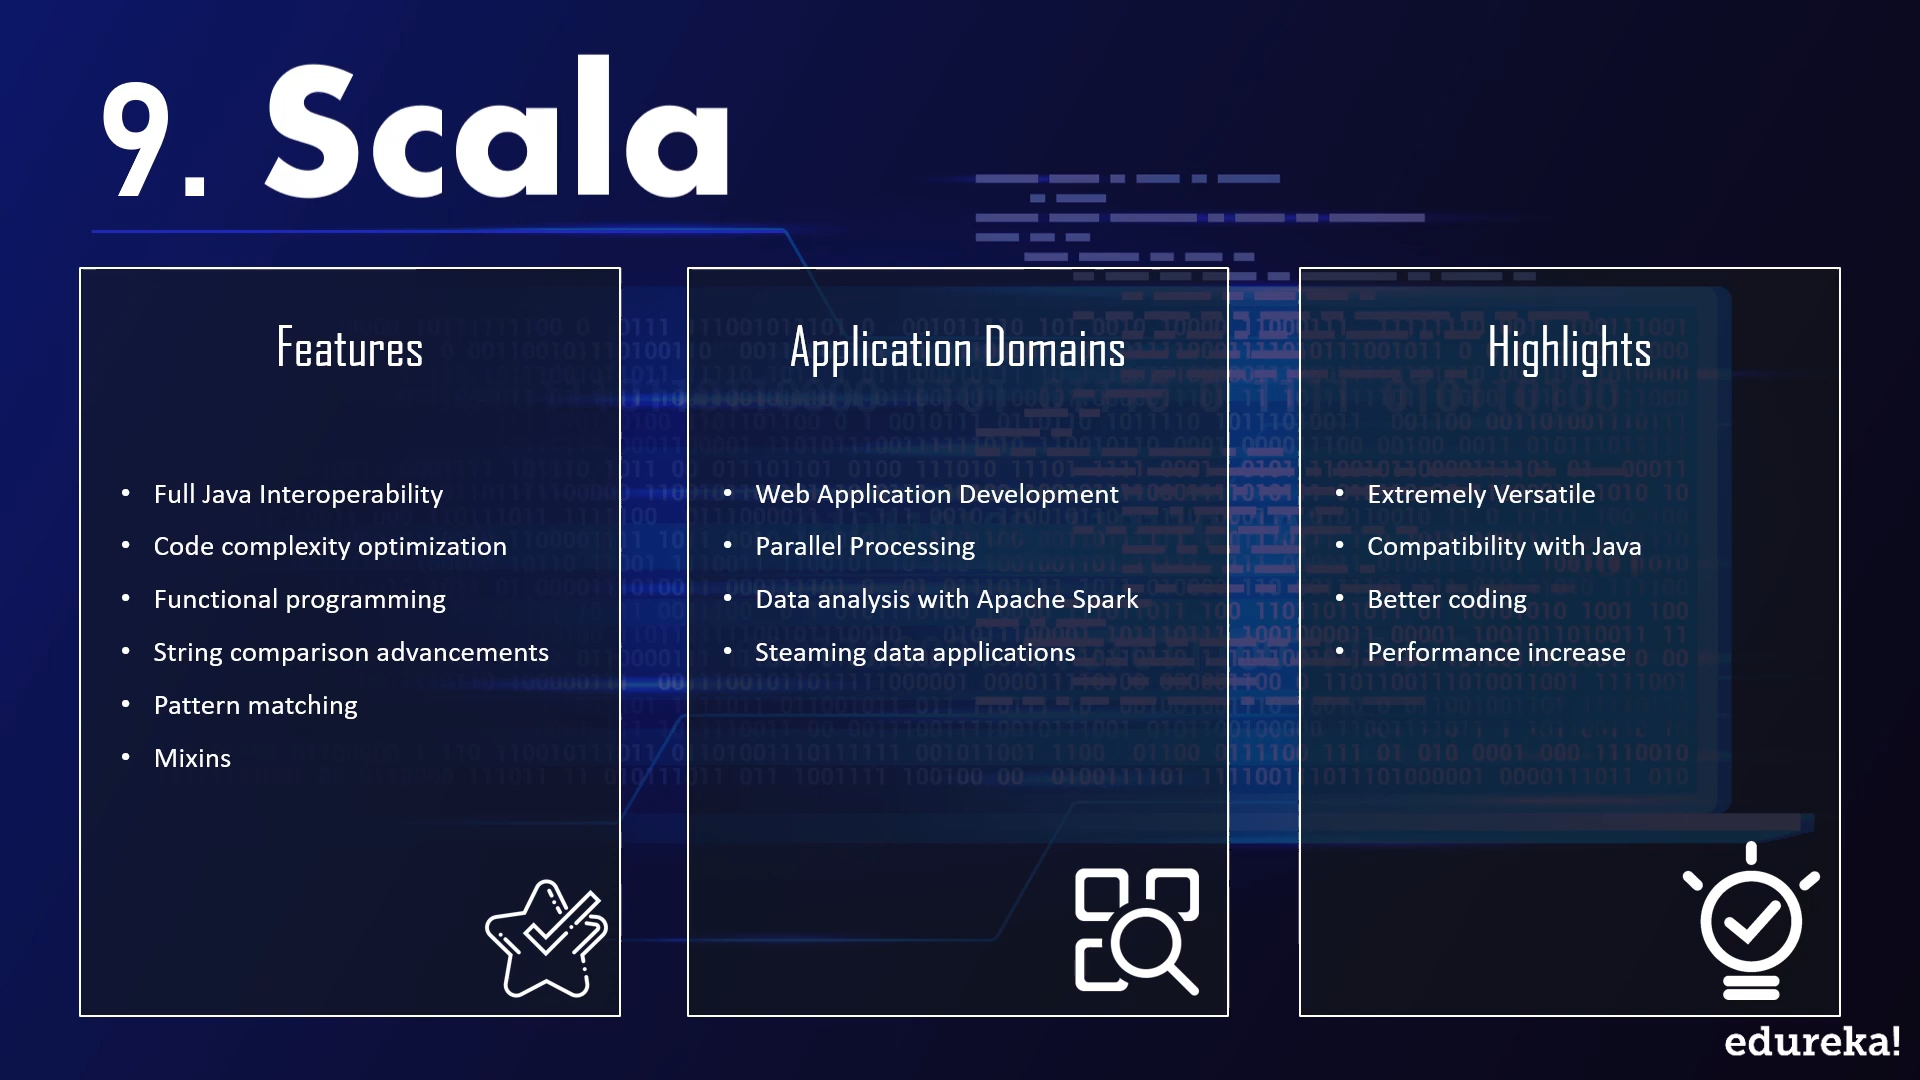 9. Scala
Features
• Full Java Interoperability
• Code complexity optimization
• Functional programming
• String comparison advancements
• Pattern matching
• Mixins
Application Domains
• Web Application Development
• Parallel Processing
• Data analysis with Apache Spark
• Steaming data applications
Highlights
• Extremely Versatile
• Compatibility with Java
• Better coding
• Performance increase
edureka!